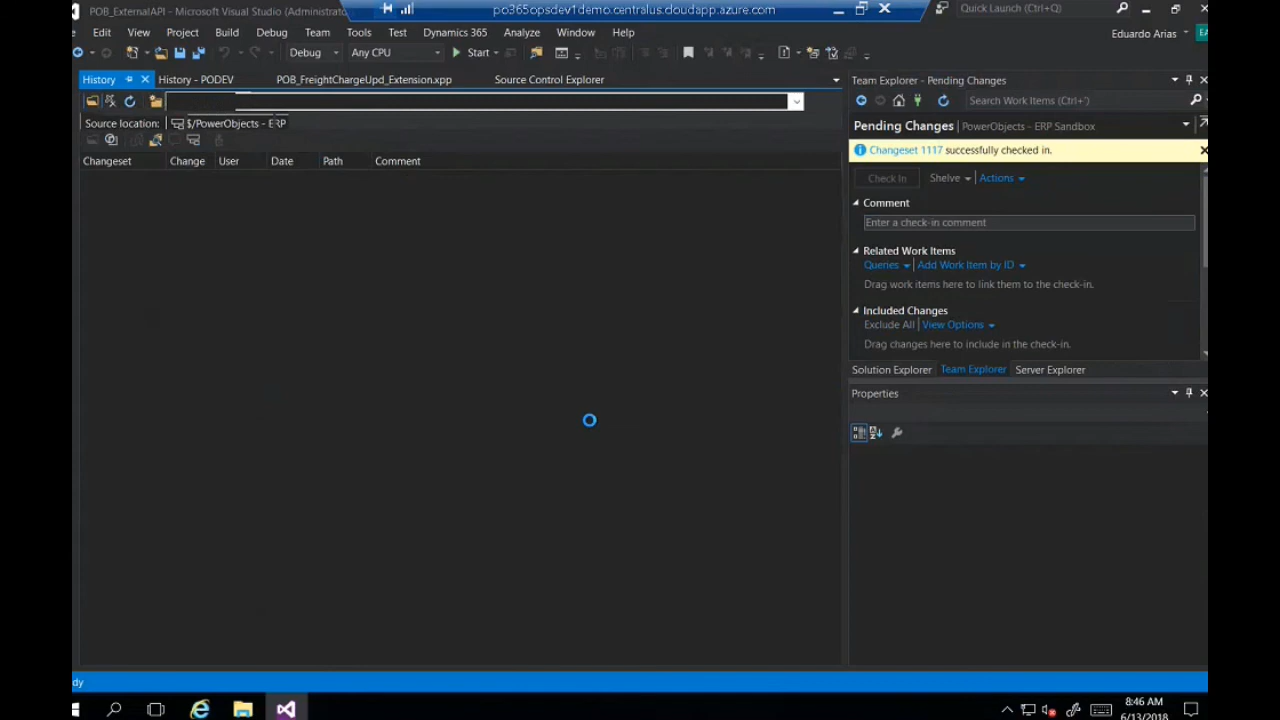 POB_ExternalAPI - Microsoft Visual Studio (Administrato
po365opsdev1demo.centralus.cloudapp.azure.com
Quick Launch (Ctrl+Q)
Edit View Project Build Debug Team Tools Test Dynamics 365 Analyze Window Help
Eduardo Arias
EA
Debug Any CPU Start
History History - PODEV POB_FreightChargeUpd_Extension.xpp Source Control Explorer
Source location: $/PowerObjects - ERP
Changeset Change User Date Path Comment
Team Explorer - Pending Changes
Search Work Items (Ctrl+')
Pending Changes | PowerObjects - ERP Sandbox
Changeset 1117 successfully checked in.
Check In Shelve | Actions
Comment
Enter a check-in comment
Related Work Items
Queries | Add Work Item by ID
Drag work items here to link them to the check-in.
Included Changes
Exclude All | View Options
Drag changes here to include in the check-in.
Solution Explorer Team Explorer Server Explorer
Properties
dy
8:46 AM
6/13/2018